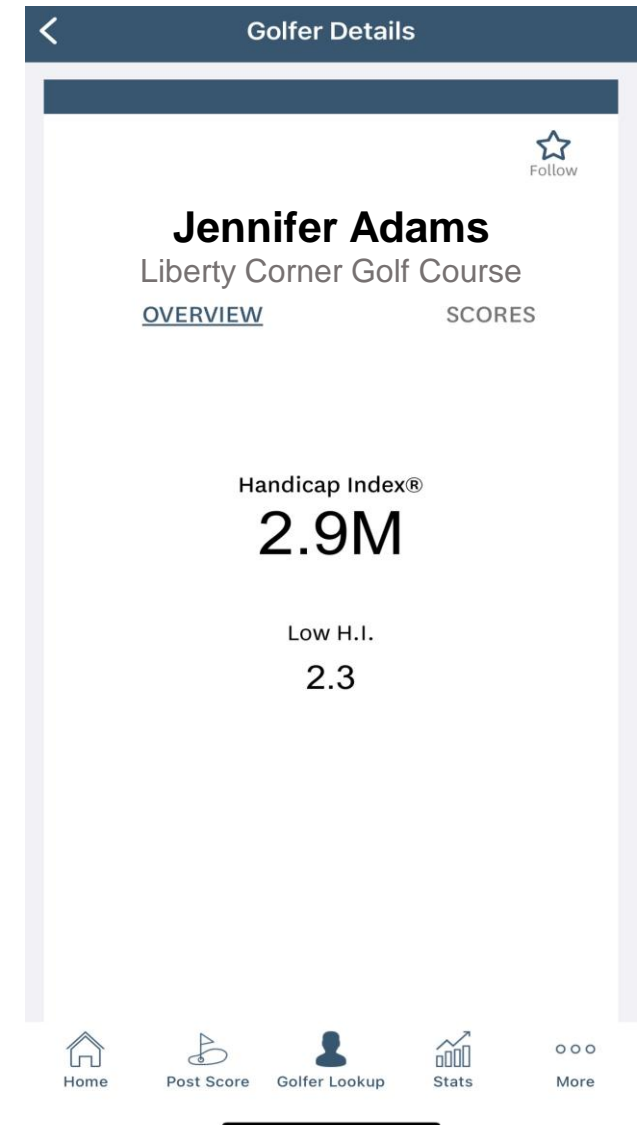 Golfer Details
Follow
Jennifer Adams
Liberty Corner Golf Course
OVERVIEW SCORES
Handicap Index®
2.9M
Low H.I.
2.3
Home Post Score Golfer Lookup Stats More